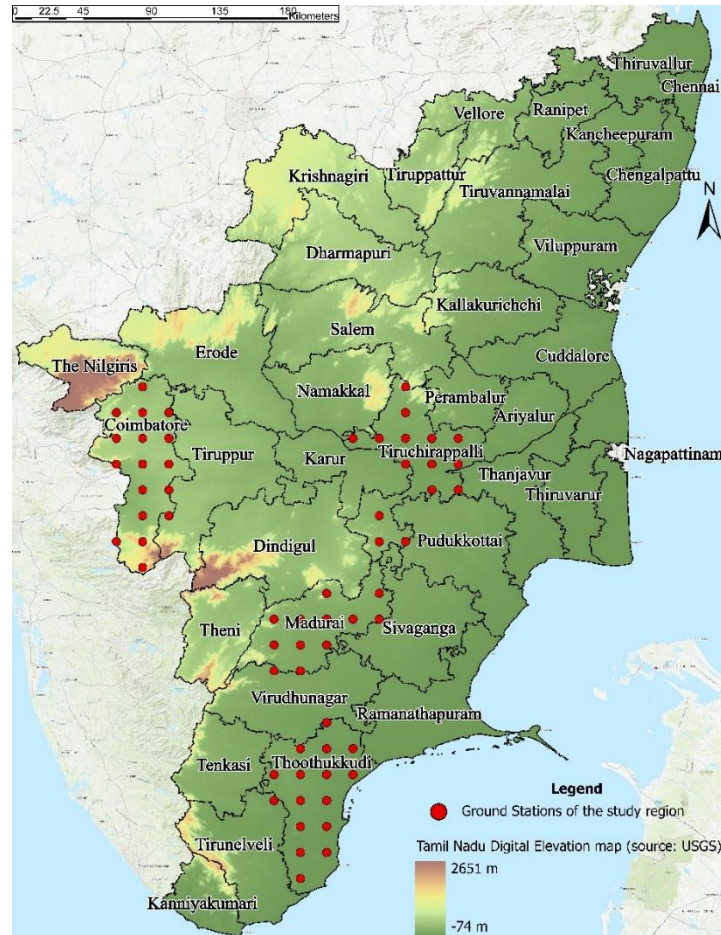 0 22.5 45 90 135 180
Kilometers
Thiruvallur
Chennai
Vellore
Ranipet
Kancheepuram
Krishnagiri
Tiruppattur
Chengalpattu
Tiruvannamalai
N
Dharmapuri
Viluppuram
Kallakurichchi
Salem
Erode
Cuddalore
The Nilgiris
Namakkal
Perambalur
Ariyalur
Coimbatore
Tiruppur
Karur
Tiruchirappalli
Nagapattinam
Thanjavur
Thiruvarur
Dindigul
Pudukkottai
Theni
Madurai
Sivaganga
Virudhunagar
Ramanathapuram
Tenkasi
Thoothukkudi
Tirunelveli
Kanniyakumari
Legend
Ground Stations of the study region
Tamil Nadu Digital Elevation map (source: USGS)
2651 m
-74 m